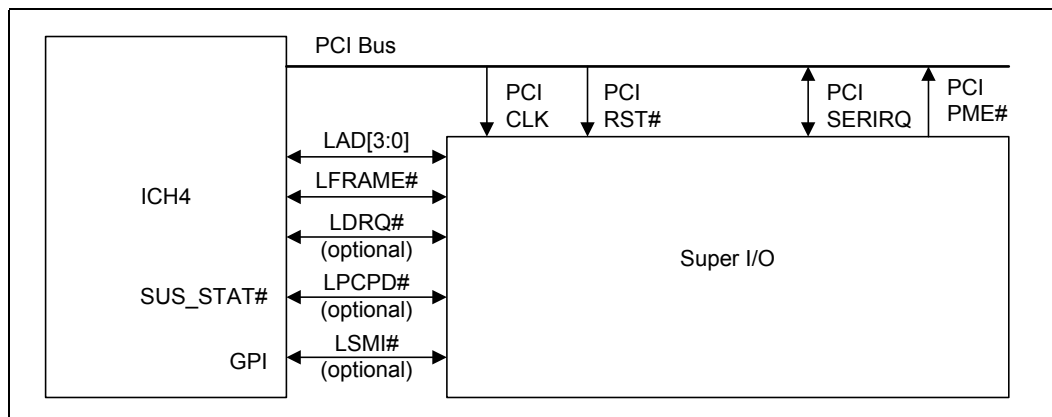 PCI Bus
PCI
CLK
PCI
RST#
PCI
SERIRQ
PCI
PME#
LAD[3:0]
LFRAME#
ICH4
LDRQ#
(optional)
Super I/O
SUS_STAT#
LPCPD#
(optional)
GPI
LSMI#
(optional)